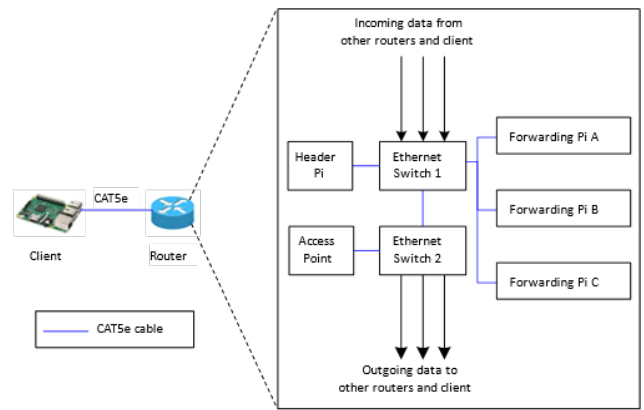 Incoming data from
other routers and client
Header
Pi
Ethernet
Switch 1
Forwarding Pi A
Forwarding Pi B
Forwarding Pi C
Access
Point
Ethernet
Switch 2
CAT5e
Client
Router
CAT5e cable
Outgoing data to
other routers and client